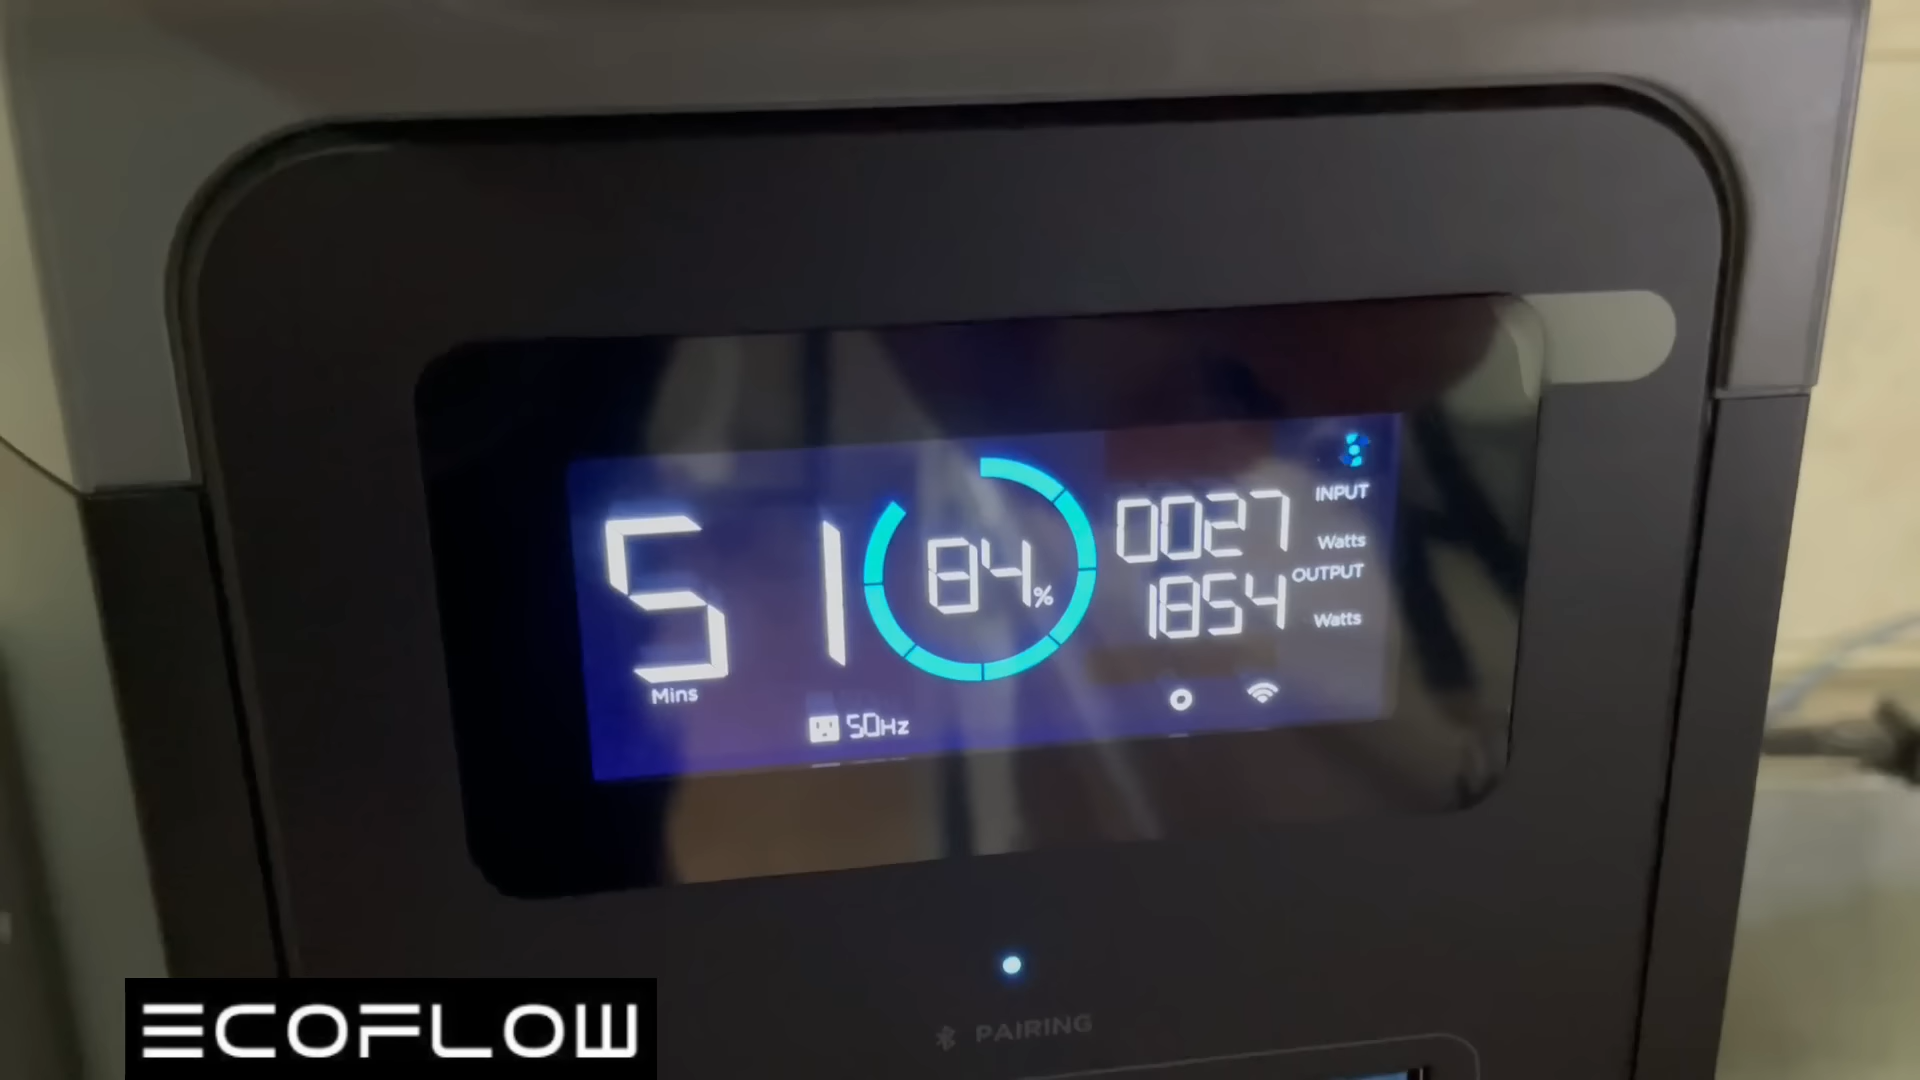 51
Mins
84%
0027
INPUT
Watts
1854
OUTPUT
Watts
50Hz
PAIRING
ECOFLOW